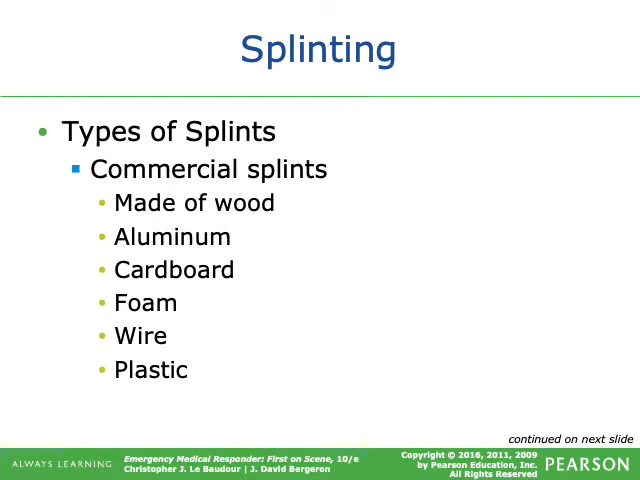 Splinting
• Types of Splints
▪ Commercial splints
• Made of wood
• Aluminum
• Cardboard
• Foam
• Wire
• Plastic
continued on next slide
ALWAYS LEARNING
Emergency Medical Responder: First on Scene, 10/e
Christopher J. Le Baudour | J. David Bergeron
Copyright © 2016, 2011, 2009
by Pearson Education, Inc.
All Rights Reserved
PEARSON